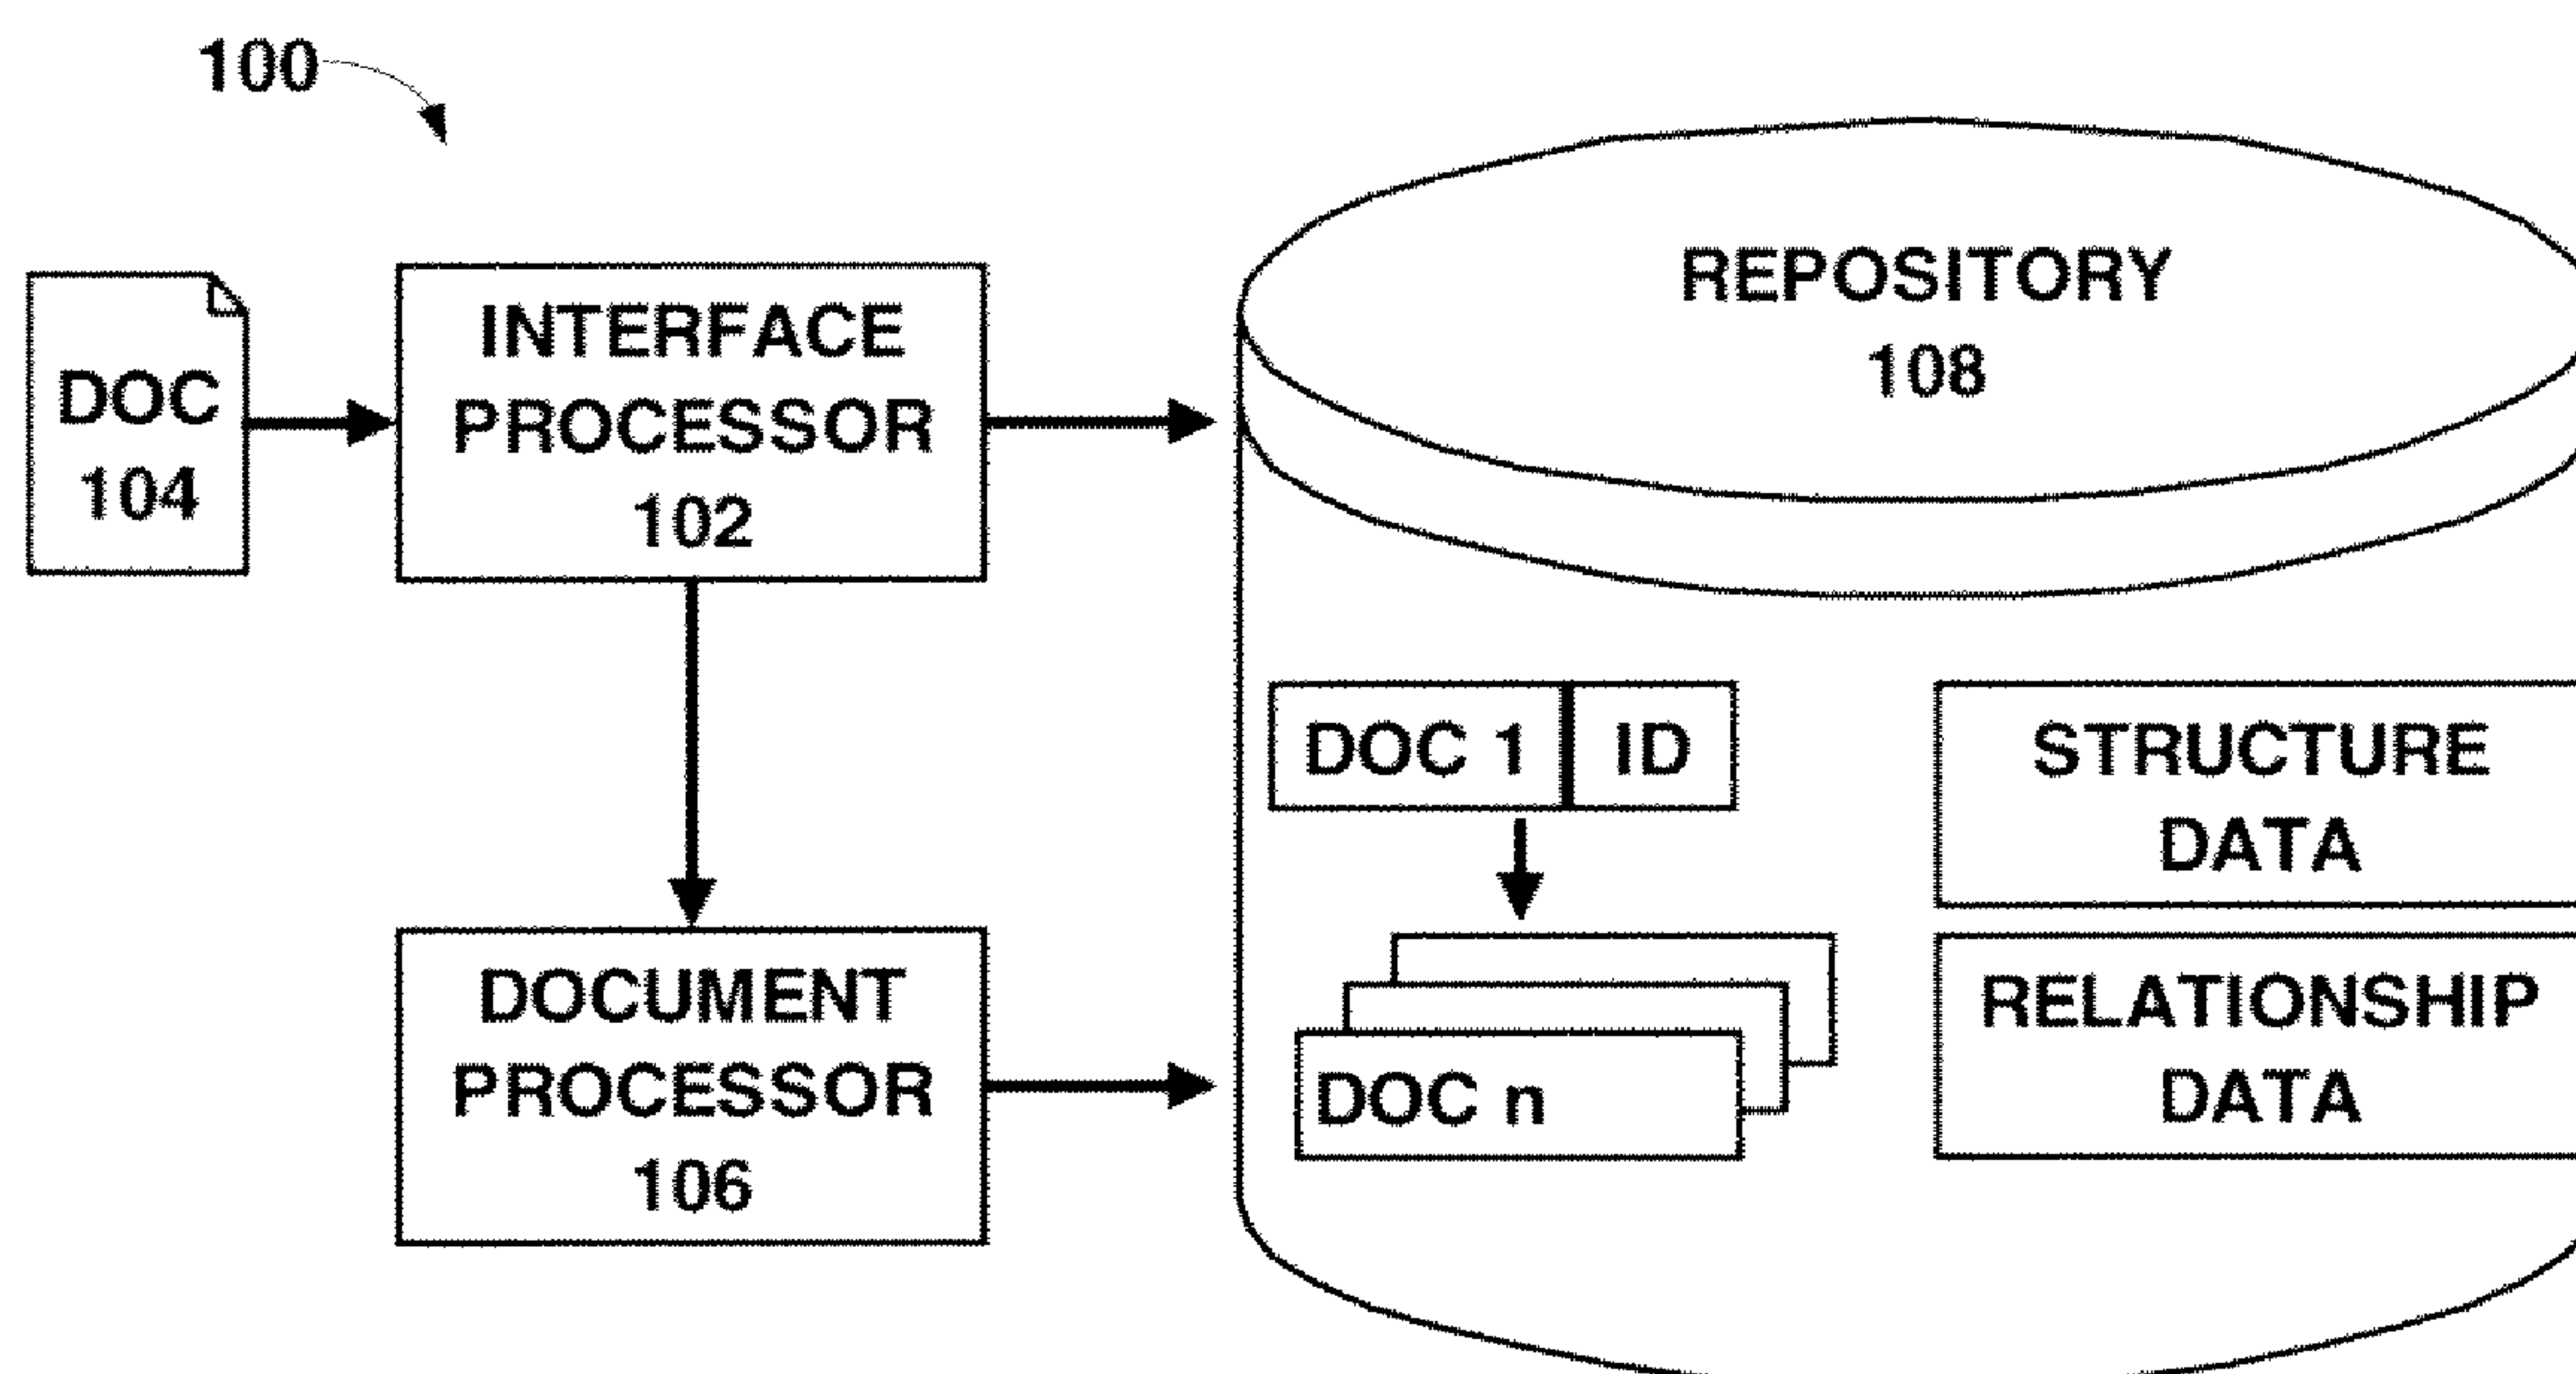 100
DOC
104
INTERFACE
PROCESSOR
102
REPOSITORY
108
DOC 1 ID
STRUCTURE
DATA
DOCUMENT
PROCESSOR
106
DOC n
RELATIONSHIP
DATA